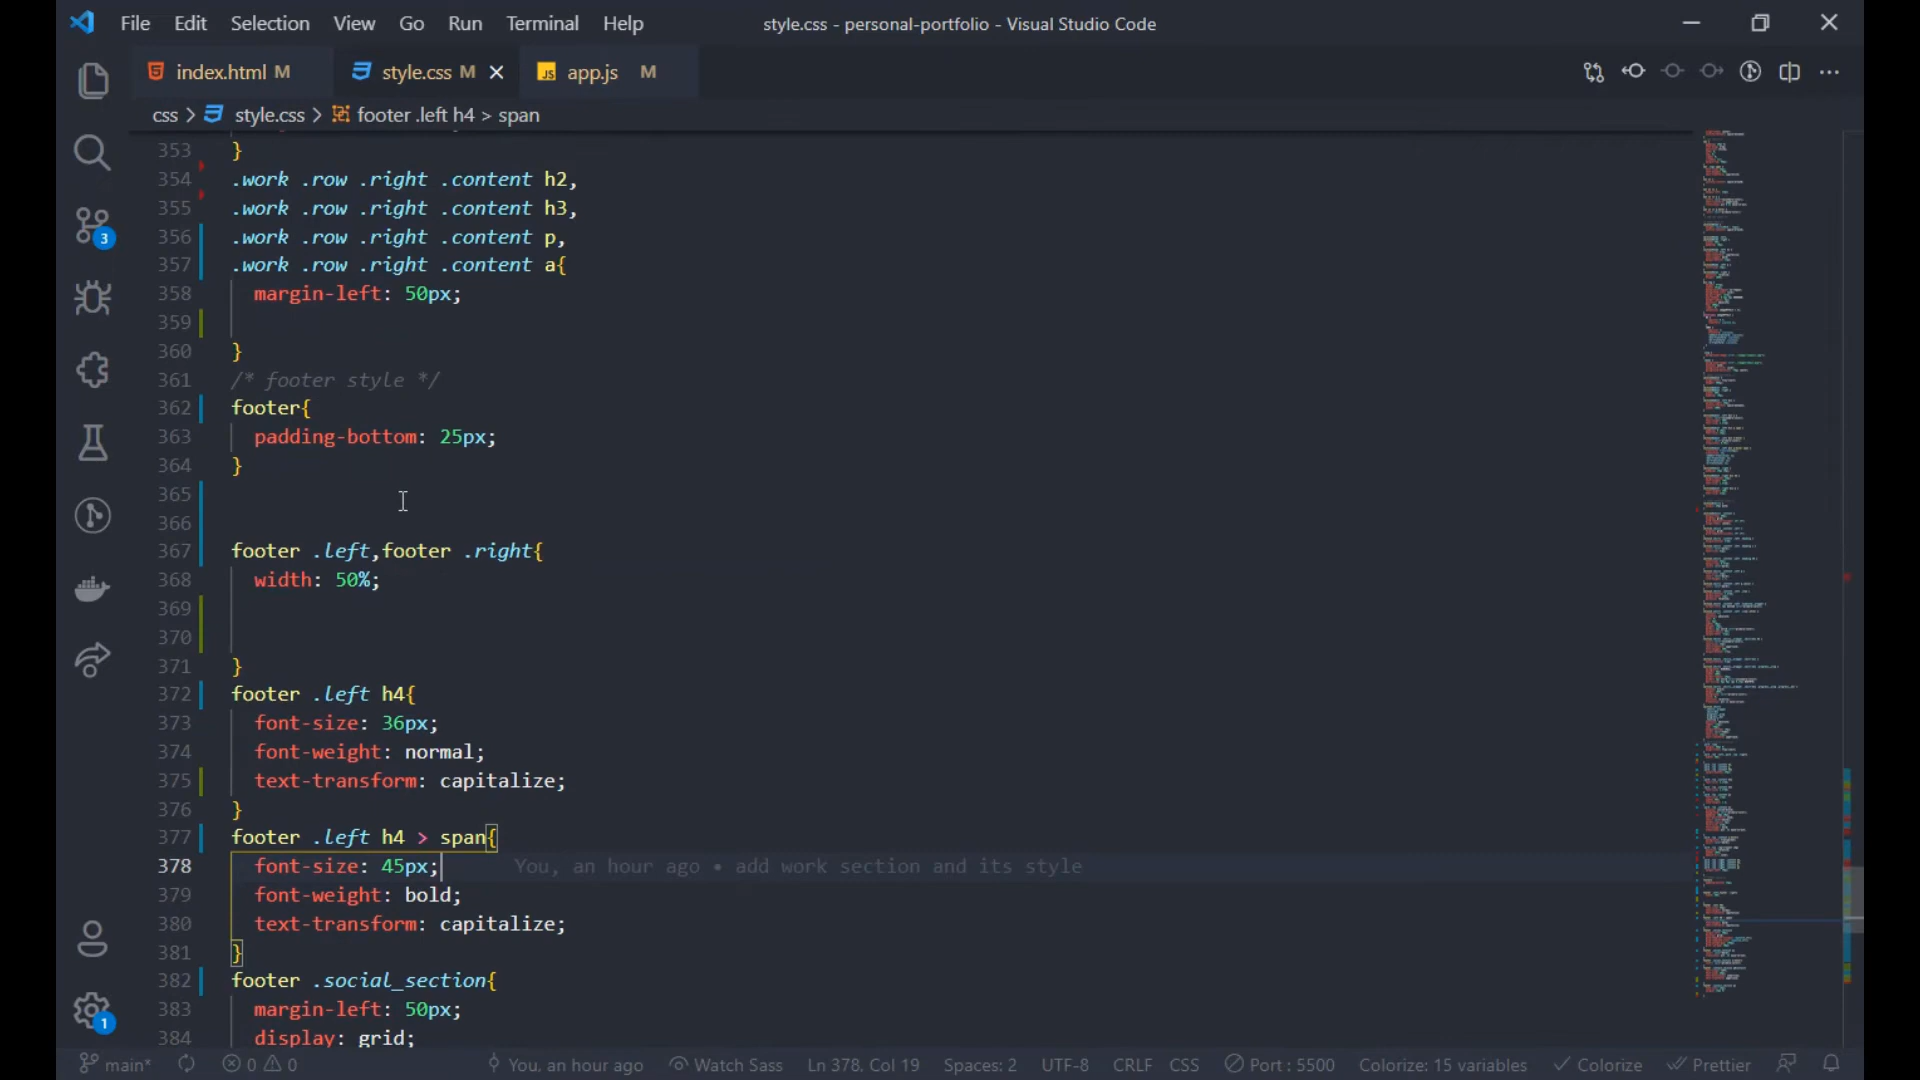 File Edit Selection View Go Run Terminal Help style.css - personal-portfolio - Visual Studio Code
index.html M style.css M JS app.js M
css > style.css > footer .left h4 > span
353 }
354 .work .row .right .content h2,
355 .work .row .right .content h3,
356 .work .row .right .content p,
357 .work .row .right .content a{
358 margin-left: 50px;
359
360 }
361 /* footer style */
362 footer{
363 padding-bottom: 25px;
364 }
365
366
367 footer .left,footer .right{
368 width: 50%;
369
370
371 }
372 footer .left h4{
373 font-size: 36px;
374 font-weight: normal;
375 text-transform: capitalize;
376 }
377 footer .left h4 > span{
378 font-size: 45px; You, an hour ago • add work section and its style
379 font-weight: bold;
380 text-transform: capitalize;
381 }
382 footer .social_section{
383 margin-left: 50px;
384 display: grid;
3
1
main* 0 0 You, an hour ago Watch Sass Ln 378, Col 19 Spaces: 2 UTF-8 CRLF CSS Port : 5500 Colorize: 15 variables Colorize Prettier